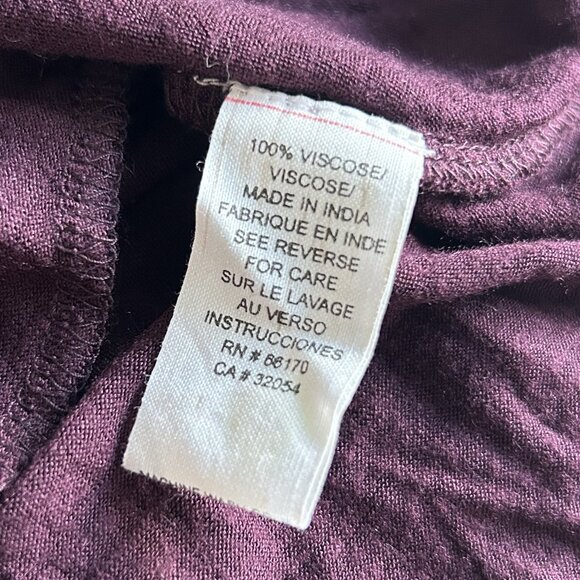 100% VISCOSE/
VISCOSE/
MADE IN INDIA
FABRIQUE EN INDE
SEE REVERSE
FOR CARE
SUR LE LAVAGE
AU VERSO
INSTRUCCIONES
RN # 66170
CA # 32054